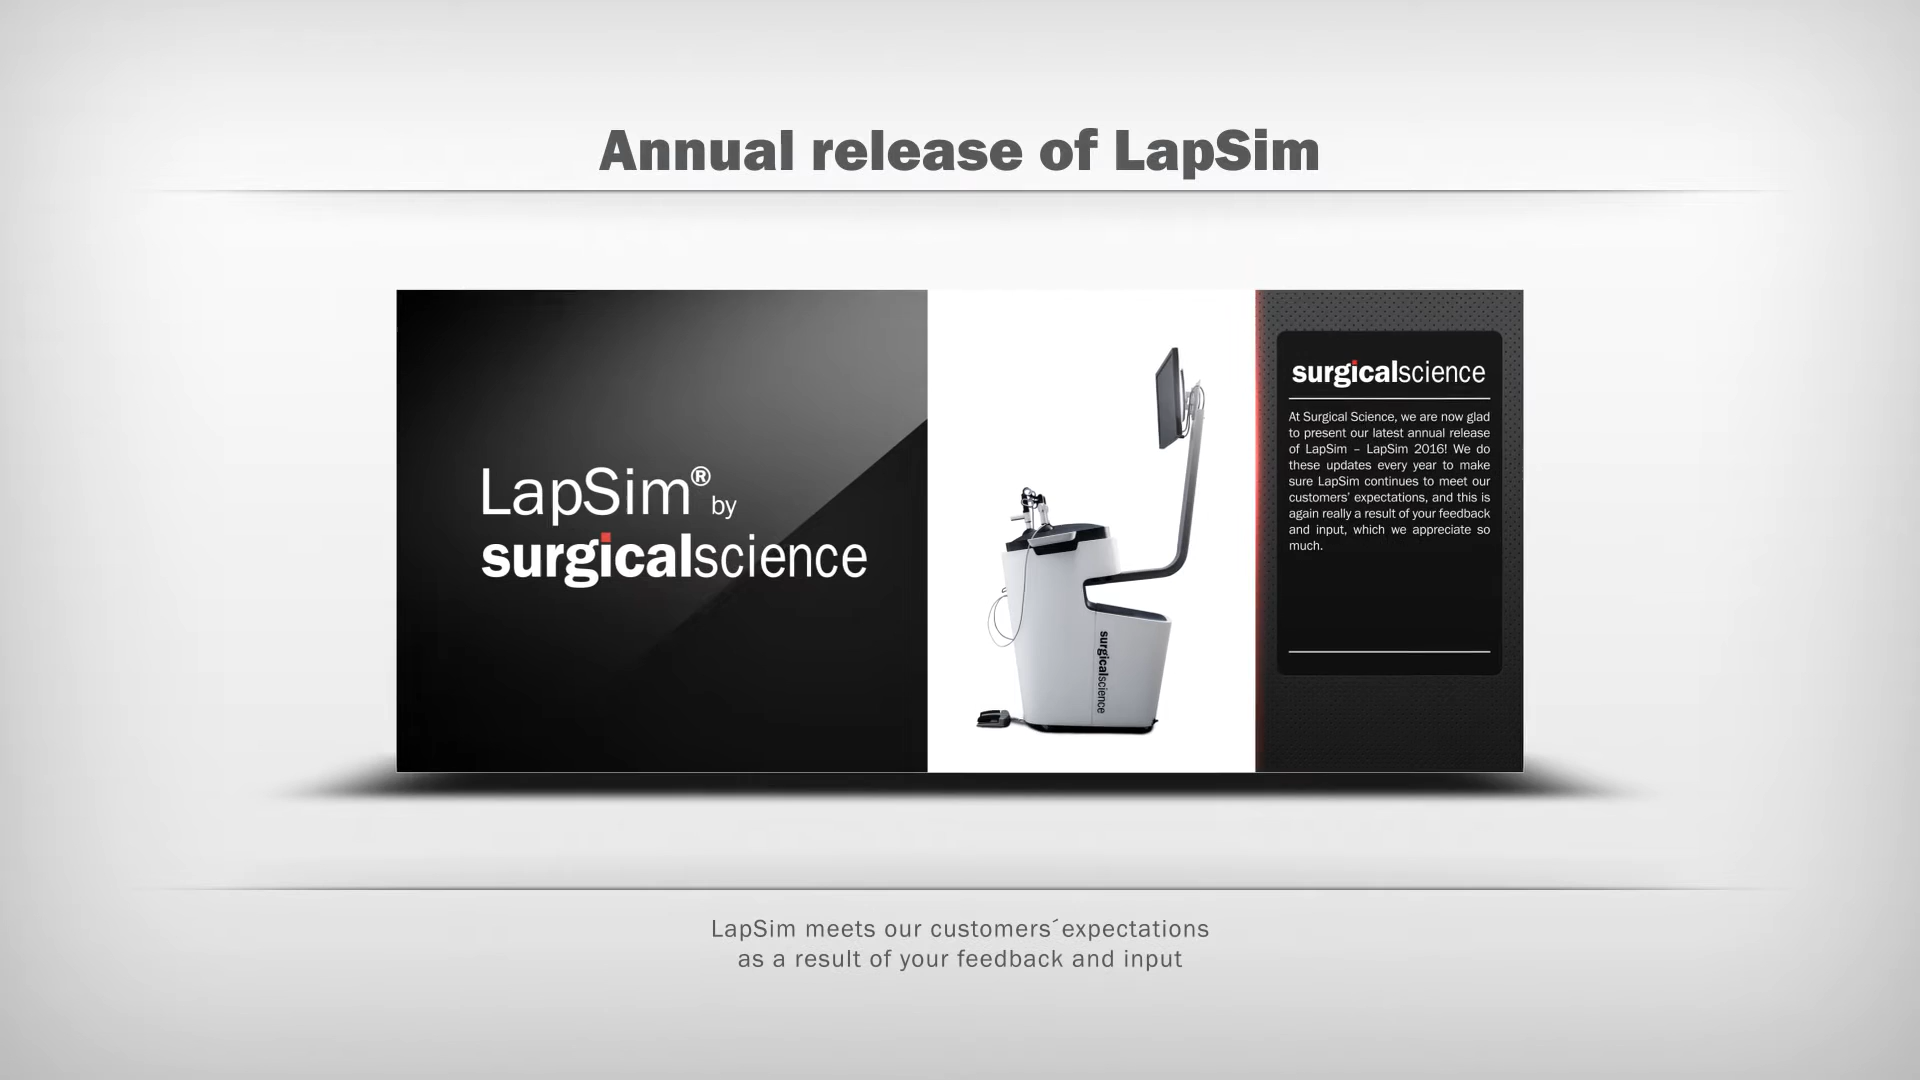 Annual release of LapSim
LapSim® by
surgicalscience
surgicalscience
surgicalscience
At Surgical Science, we are now glad
to present our latest annual release
of LapSim – LapSim 2016! We do
these updates every year to make
sure LapSim continues to meet our
customers’ expectations, and this is
again really a result of your feedback
and input, which we appreciate so
much.
LapSim meets our customers´expectations
as a result of your feedback and input